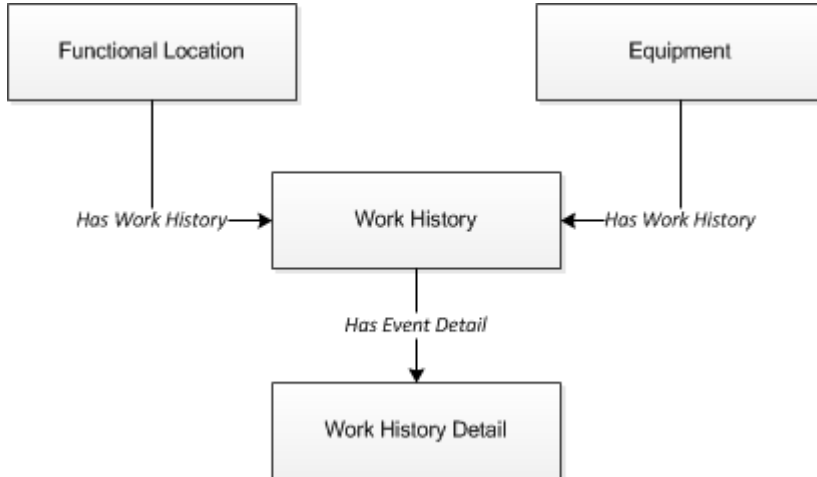 Functional Location
Equipment
Has Work History
Work History
Has Work History
Has Event Detail
Work History Detail